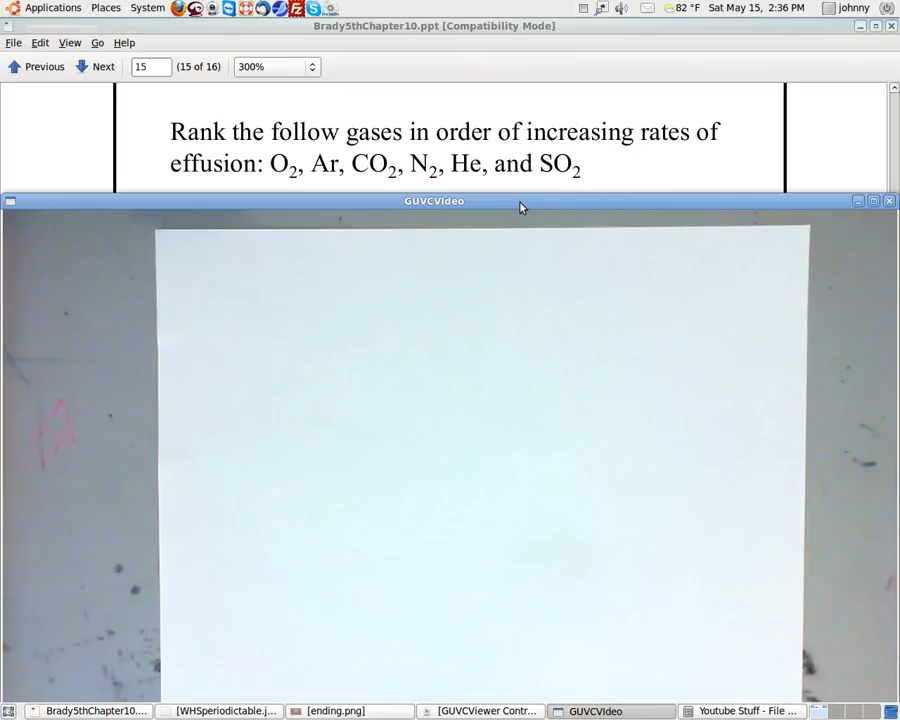 Applications Places System 82 °F Sat May 15, 2:36 PM johnny
Brady5thChapter10.ppt [Compatibility Mode]
File Edit View Go Help
Previous Next 15 (15 of 16) 300%
Rank the follow gases in order of increasing rates of
effusion: O₂, Ar, CO₂, N₂, He, and SO₂
GUVCVIdeo
Brady5thChapter10.... [WHSperiodictable.j... [ending.png] [GUVCViewer Contr... GUVCVIdeo Youtube Stuff - File ...